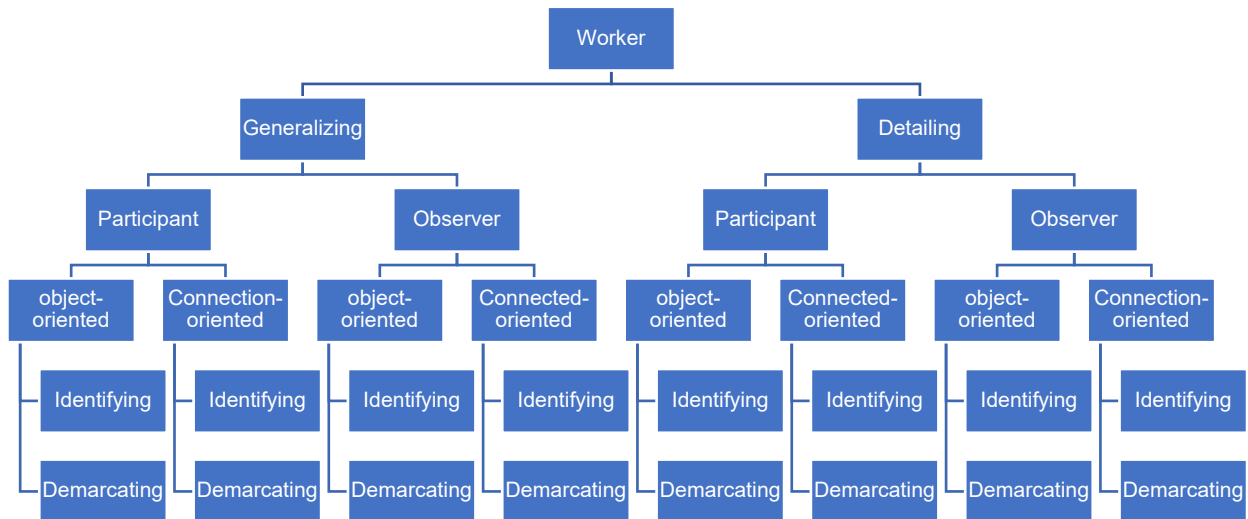 Worker
Generalizing
Detailing
Participant
Observer
Participant
Observer
object-
oriented
Connection-
oriented
object-
oriented
Connected-
oriented
object-
oriented
Connected-
oriented
object-
oriented
Connection-
oriented
Identifying
Identifying
Identifying
Identifying
Identifying
Identifying
Identifying
Identifying
Demarcating
Demarcating
Demarcating
Demarcating
Demarcating
Demarcating
Demarcating
Demarcating